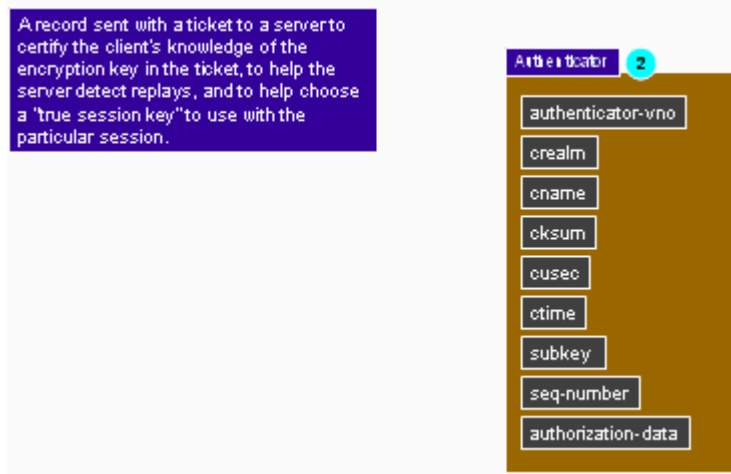 A record sent with a ticket to a server to
certify the client's knowledge of the
encryption key in the ticket, to help the
server detect replays, and to help choose
a "true session key" to use with the
particular session.
Authenticator 2
authenticator-vno
crealm
cname
cksum
cusec
ctime
subkey
seq-number
authorization-data